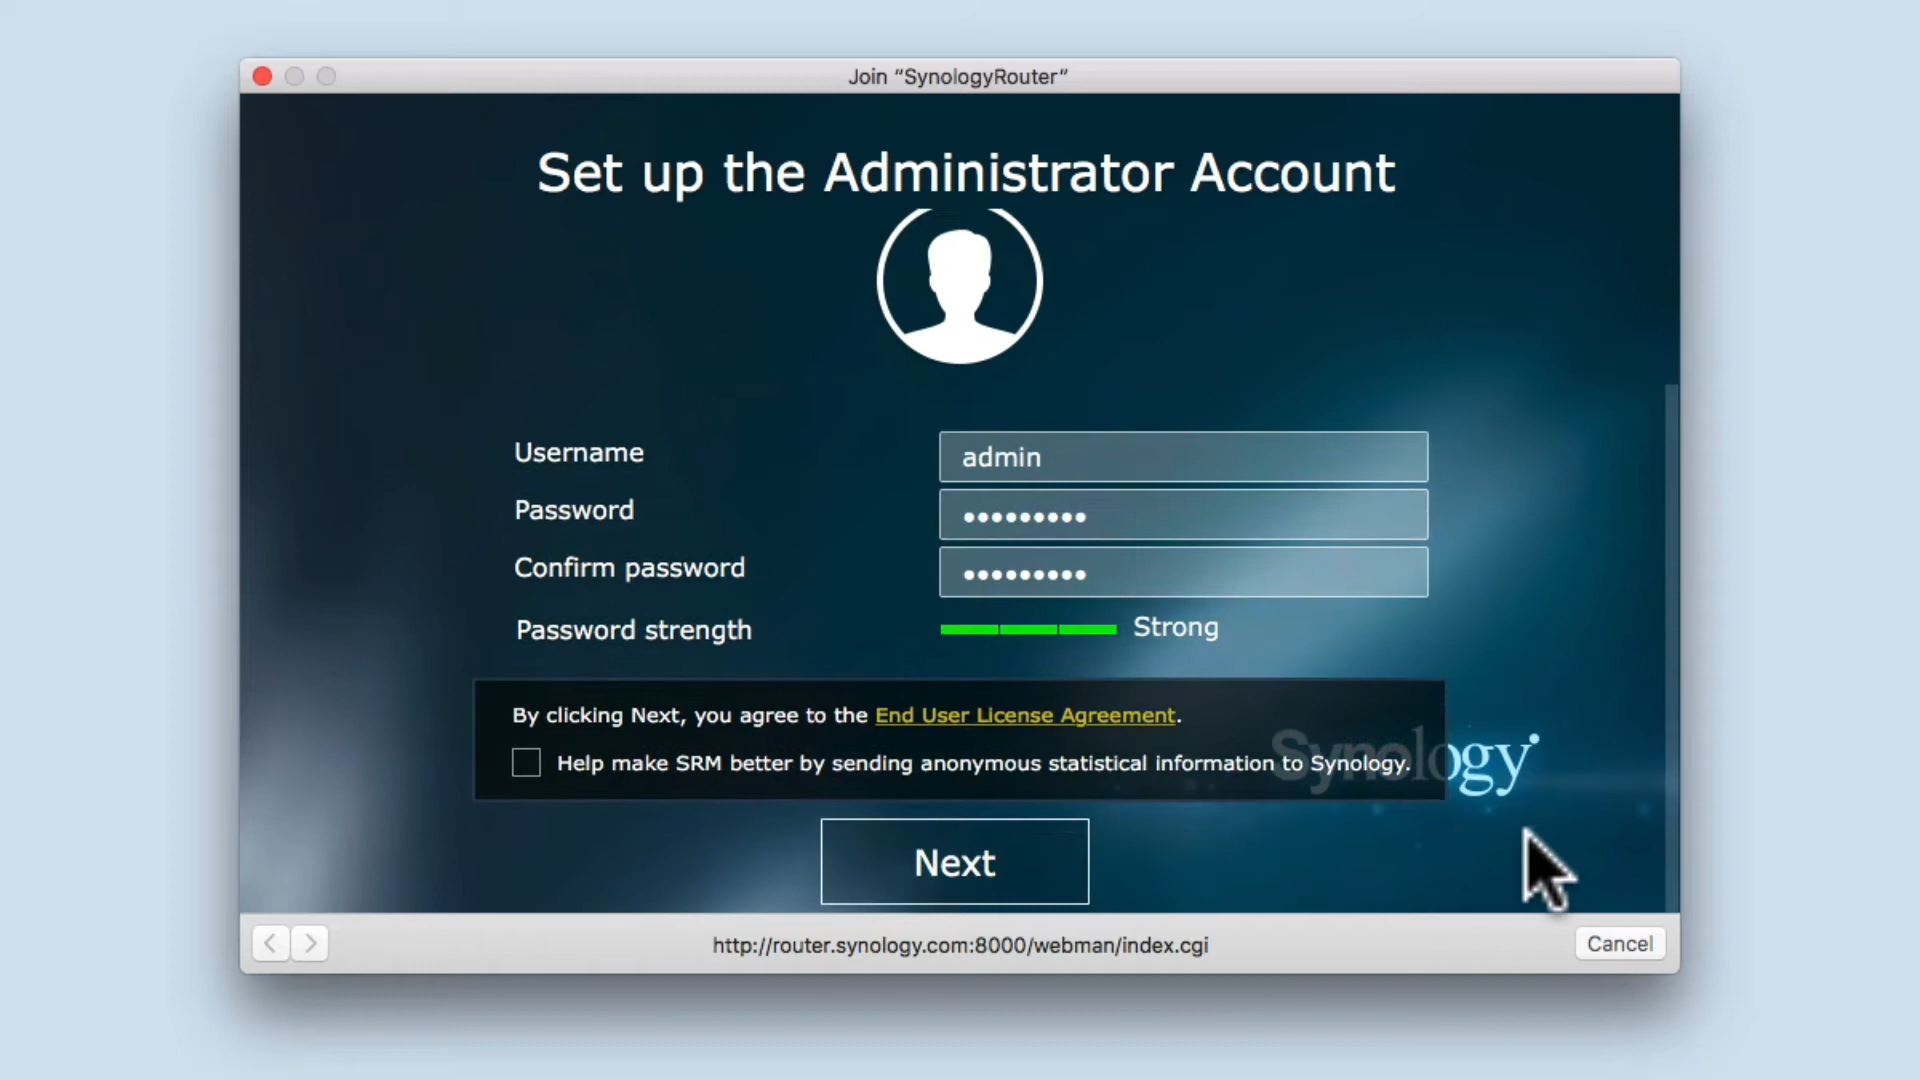 Join “SynologyRouter”
Set up the Administrator Account
Username
admin
Password
•••••••••
Confirm password
•••••••••
Password strength
Strong
By clicking Next, you agree to the End User License Agreement.
Help make SRM better by sending anonymous statistical information to Synology.
Synology
Next
http://router.synology.com:8000/webman/index.cgi
Cancel